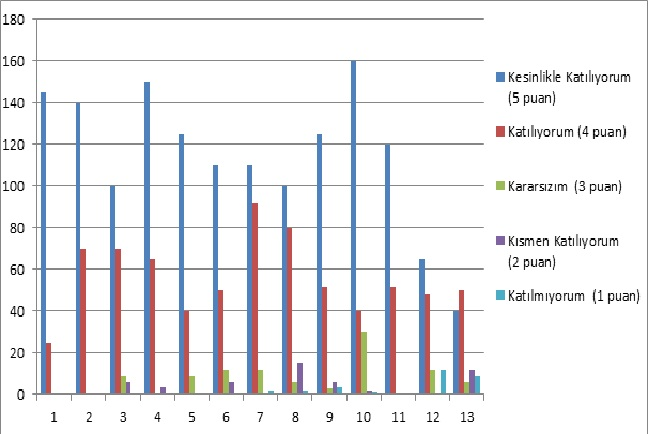 180
160
140
120
100
80
60
40
20
0
1 2 3 4 5 6 7 8 9 10 11 12 13
Kesinlikle Katılıyorum
(5 puan)
Katılıyorum (4 puan)
Kararsızım (3 puan)
Kısmen Katılıyorum
(2 puan)
Katılmıyorum (1 puan)